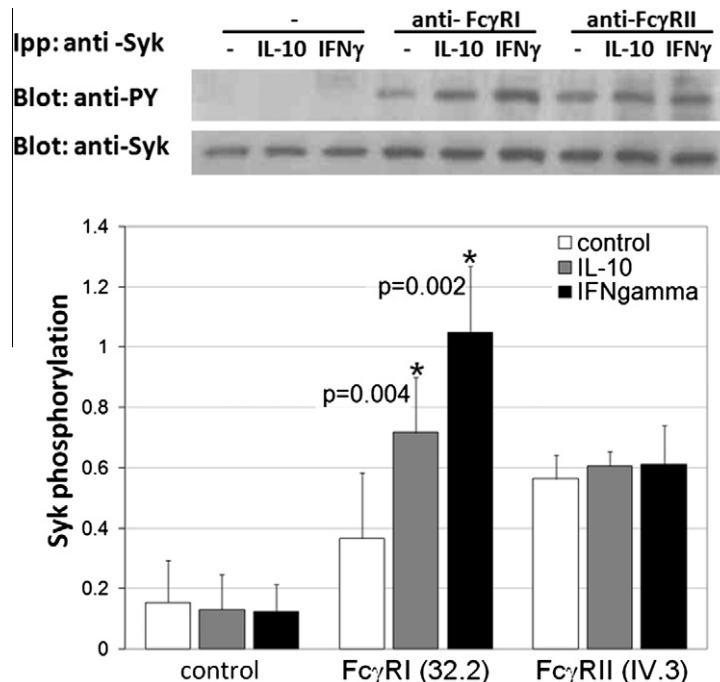 - anti- FcγRI anti-FcγRII
Ipp: anti -Syk - IL-10 IFNγ - IL-10 IFNγ - IL-10 IFNγ
Blot: anti-PY
Blot: anti-Syk
1.4
1.2
1
0.8
0.6
0.4
0.2
0
Syk phosphorylation
control
IL-10
IFNgamma
*
p=0.002
*
p=0.004
control FcγRI (32.2) FcγRII (IV.3)